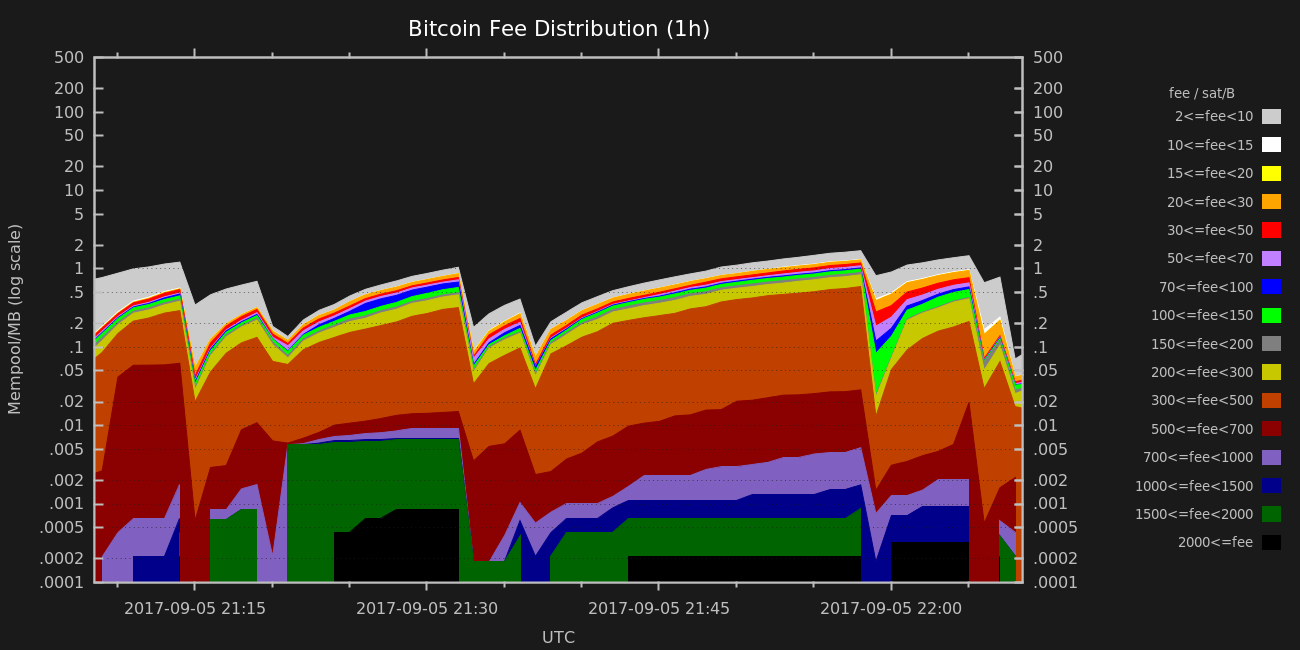 Bitcoin Fee Distribution (1h)
500 500
200 200
100 100
50 50
20 20
10 10
5 5
2 2
1 1
.5 .5
.2 .2
.1 .1
.05 .05
.02 .02
.01 .01
.005 .005
.002 .002
.001 .001
.0005 .0005
.0002 .0002
.0001 .0001
Mempool/MB (log scale)
2017-09-05 21:15 2017-09-05 21:30 2017-09-05 21:45 2017-09-05 22:00
UTC
fee / sat/B
2<=fee<10
10<=fee<15
15<=fee<20
20<=fee<30
30<=fee<50
50<=fee<70
70<=fee<100
100<=fee<150
150<=fee<200
200<=fee<300
300<=fee<500
500<=fee<700
700<=fee<1000
1000<=fee<1500
1500<=fee<2000
2000<=fee